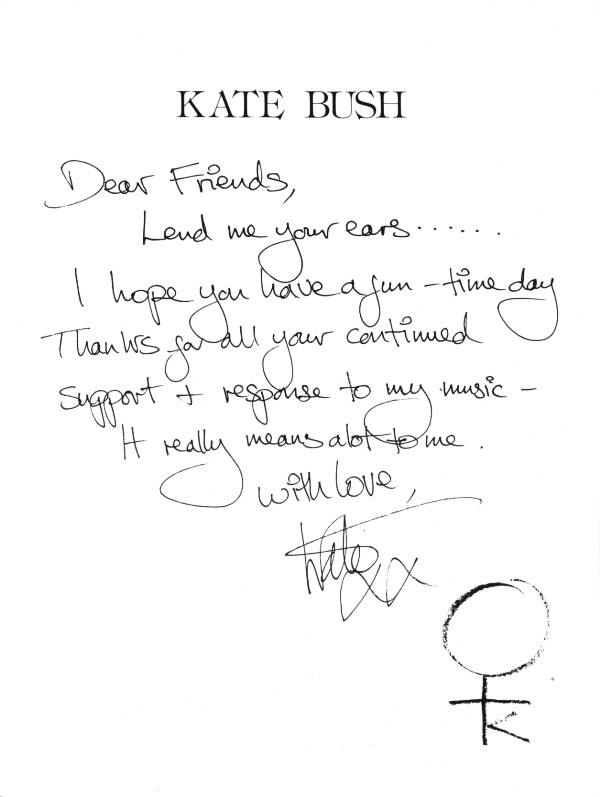 KATE BUSH
Dear Friends,
Lend me your ears......
I hope you have a fun-time day
Thanks for all your continued
support + response to my music -
It really means alot to me.
with love,
Kate xx
K